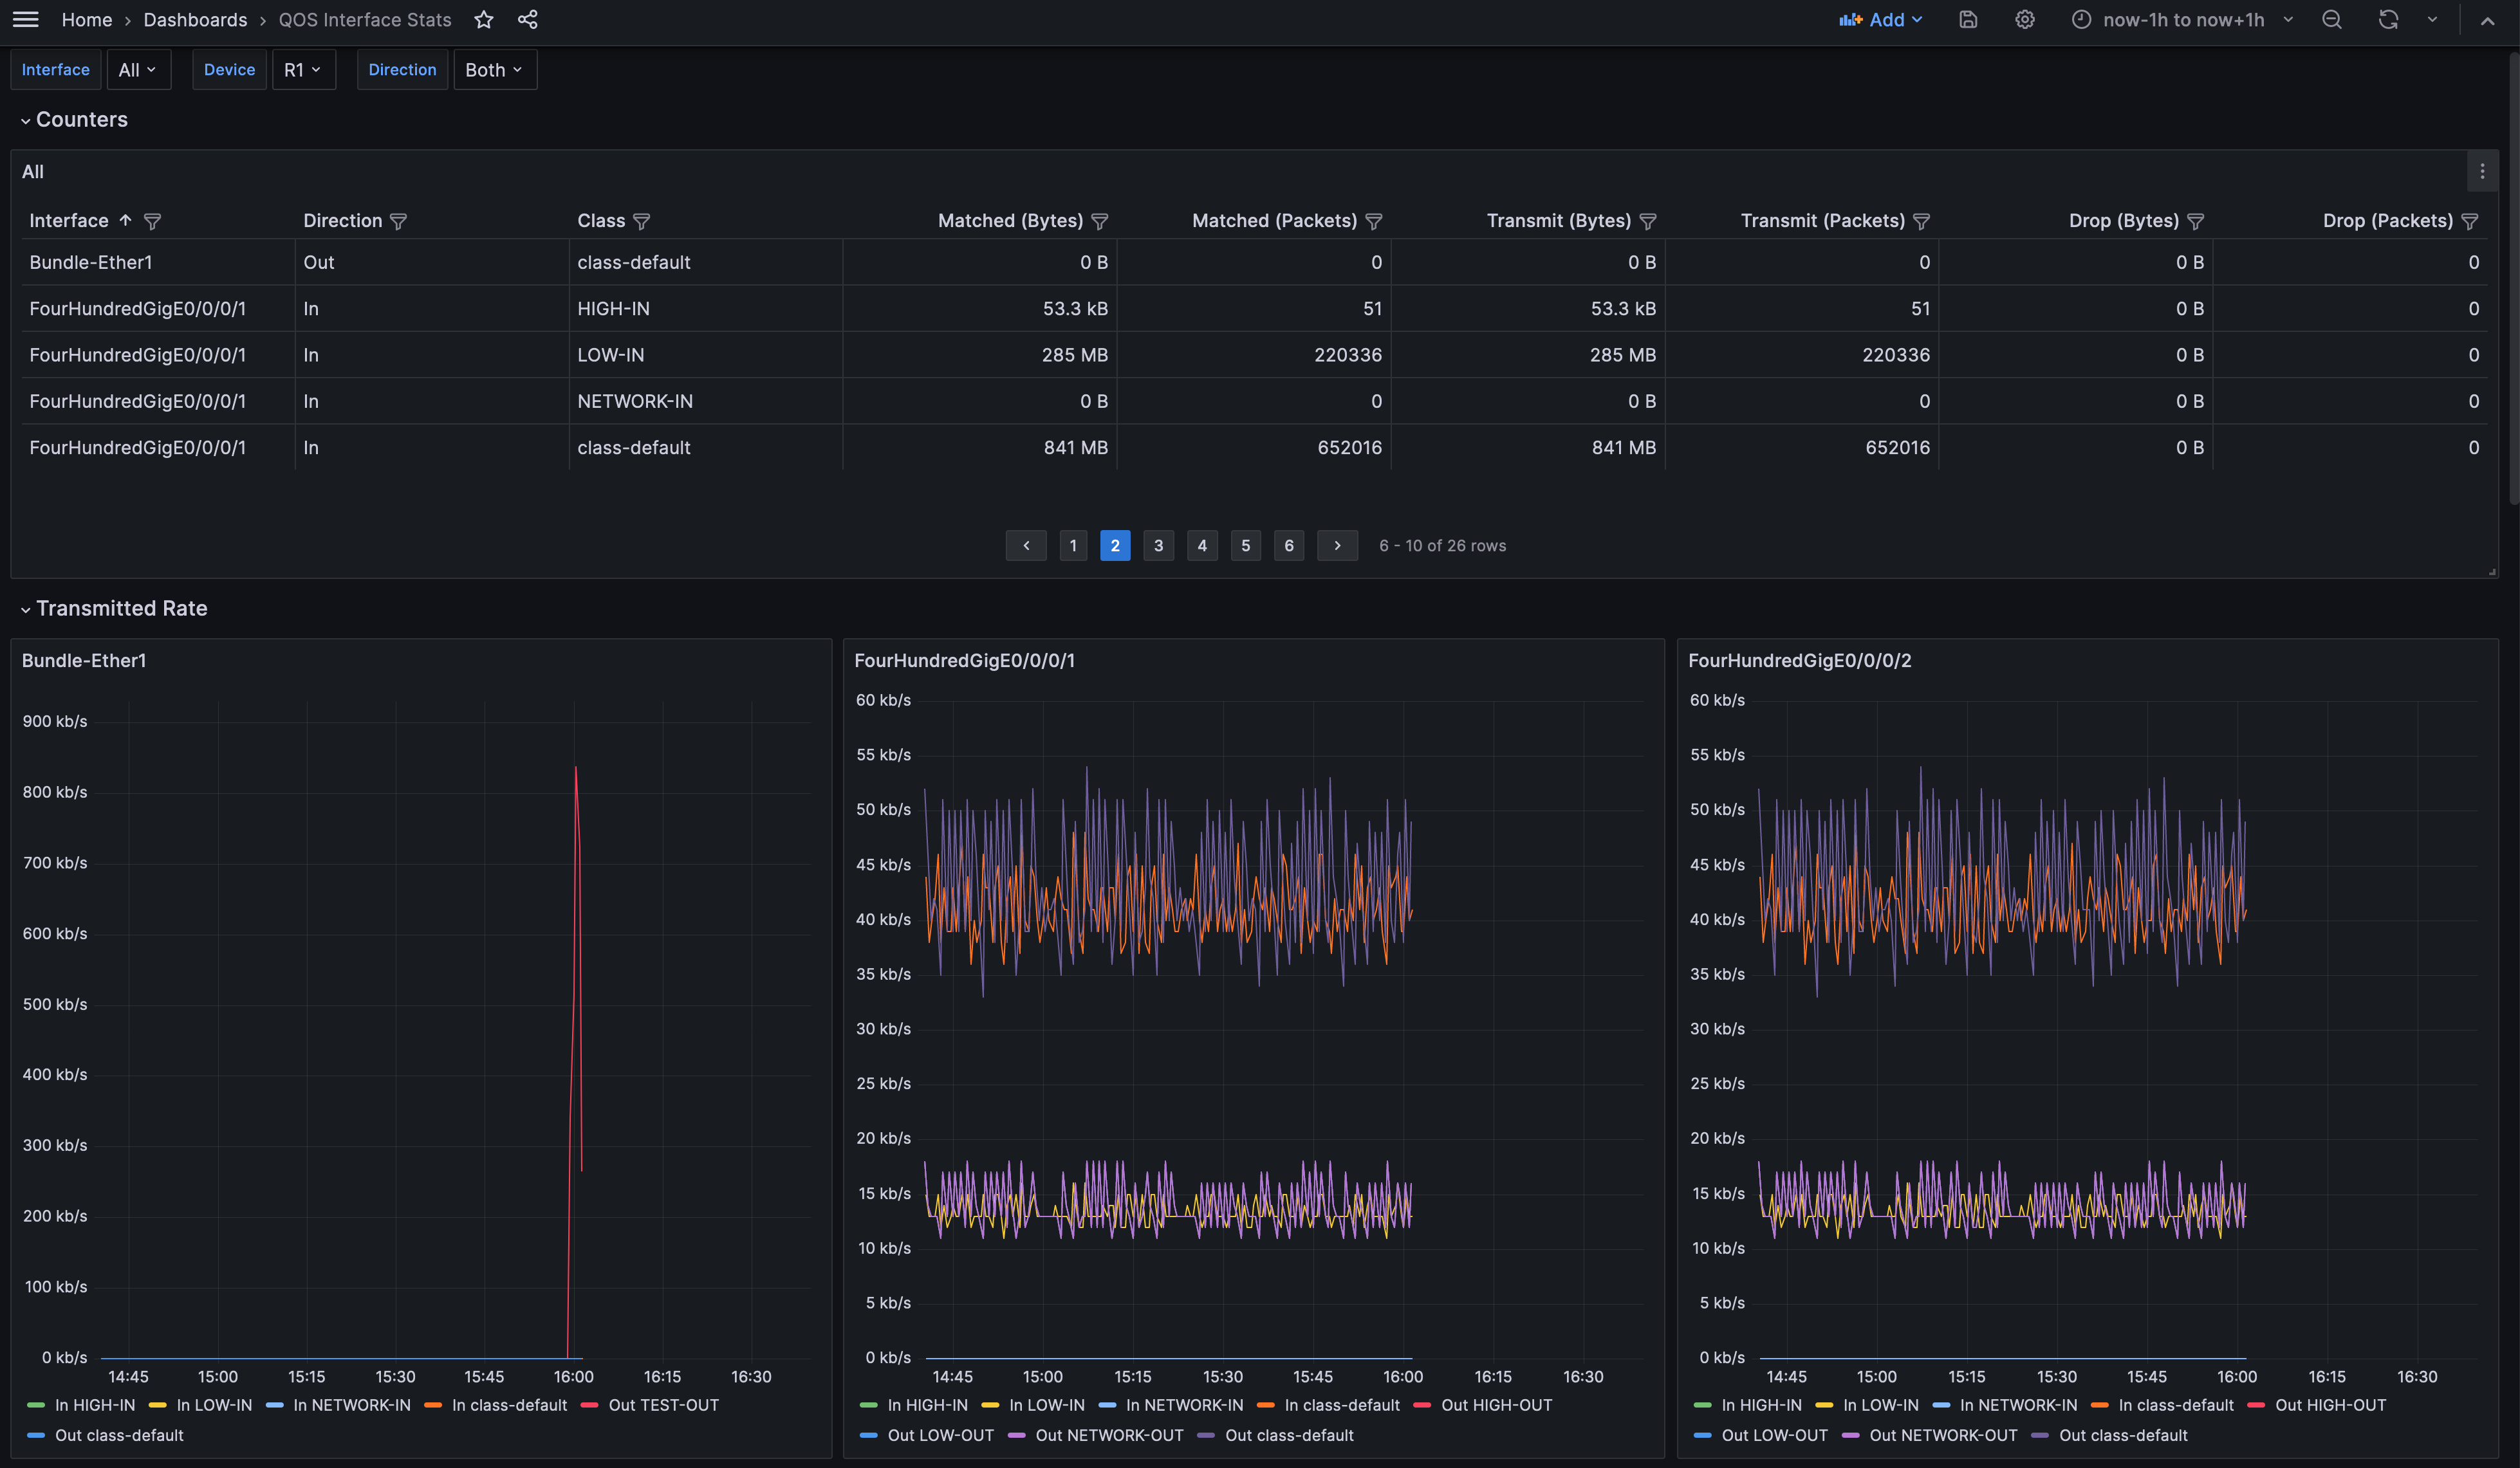 Home › Dashboards › QOS Interface Stats Add now-1h to now+1h
Interface All Device R1 Direction Both
Counters
All
Interface Direction Class Matched (Bytes) Matched (Packets) Transmit (Bytes) Transmit (Packets) Drop (Bytes) Drop (Packets)
Bundle-Ether1 Out class-default 0 B 0 0 B 0 0 B 0
FourHundredGigE0/0/0/1 In HIGH-IN 53.3 kB 51 53.3 kB 51 0 B 0
FourHundredGigE0/0/0/1 In LOW-IN 285 MB 220336 285 MB 220336 0 B 0
FourHundredGigE0/0/0/1 In NETWORK-IN 0 B 0 0 B 0 0 B 0
FourHundredGigE0/0/0/1 In class-default 841 MB 652016 841 MB 652016 0 B 0
1 2 3 4 5 6 6 - 10 of 26 rows
Transmitted Rate
Bundle-Ether1
900 kb/s
800 kb/s
700 kb/s
600 kb/s
500 kb/s
400 kb/s
300 kb/s
200 kb/s
100 kb/s
0 kb/s
14:45 15:00 15:15 15:30 15:45 16:00 16:15 16:30
In HIGH-IN In LOW-IN In NETWORK-IN In class-default Out TEST-OUT
Out class-default
FourHundredGigE0/0/0/1
60 kb/s
55 kb/s
50 kb/s
45 kb/s
40 kb/s
35 kb/s
30 kb/s
25 kb/s
20 kb/s
15 kb/s
10 kb/s
5 kb/s
0 kb/s
14:45 15:00 15:15 15:30 15:45 16:00 16:15 16:30
In HIGH-IN In LOW-IN In NETWORK-IN In class-default Out HIGH-OUT
Out LOW-OUT Out NETWORK-OUT Out class-default
FourHundredGigE0/0/0/2
60 kb/s
55 kb/s
50 kb/s
45 kb/s
40 kb/s
35 kb/s
30 kb/s
25 kb/s
20 kb/s
15 kb/s
10 kb/s
5 kb/s
0 kb/s
14:45 15:00 15:15 15:30 15:45 16:00 16:15 16:30
In HIGH-IN In LOW-IN In NETWORK-IN In class-default Out HIGH-OUT
Out LOW-OUT Out NETWORK-OUT Out class-default